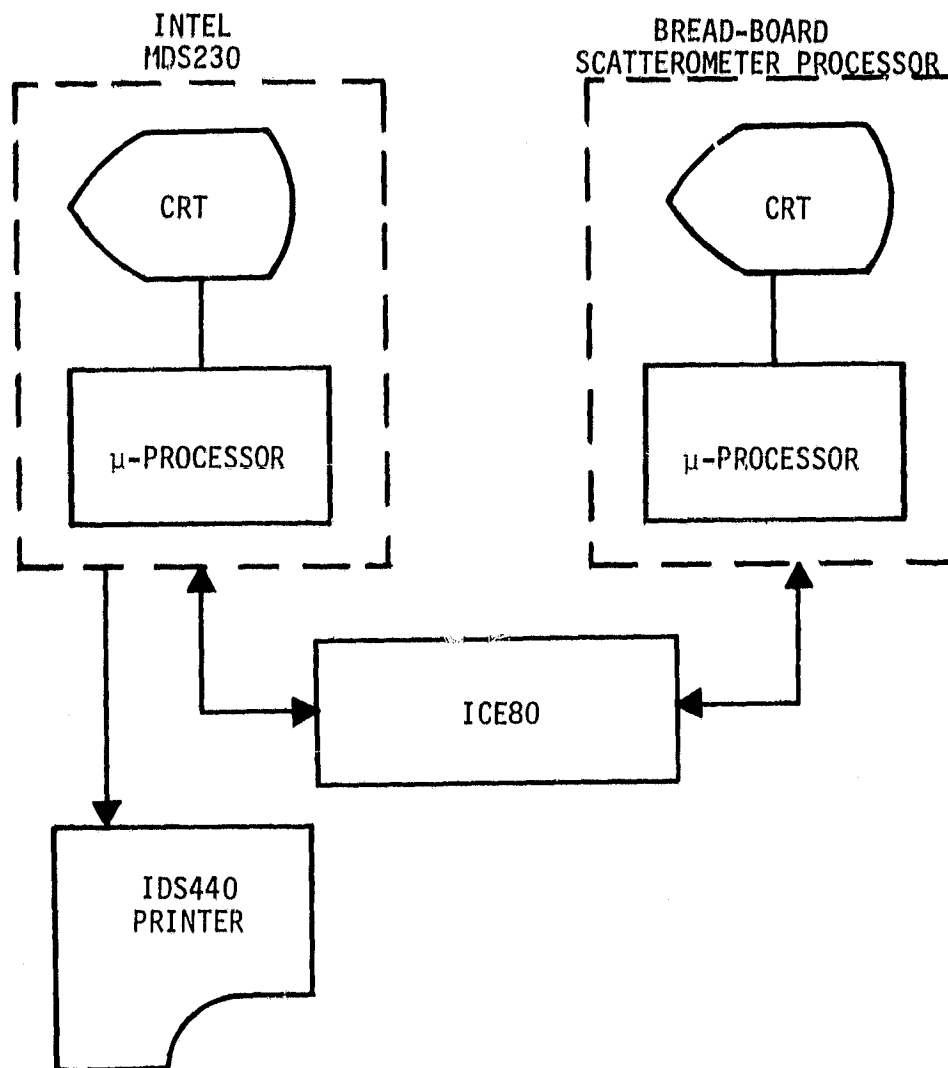 INTEL
MDS230
BREAD-BOARD
SCATTEROMETER PROCESSOR
CRT
CRT
μ-PROCESSOR
μ-PROCESSOR
ICE80
IDS440
PRINTER